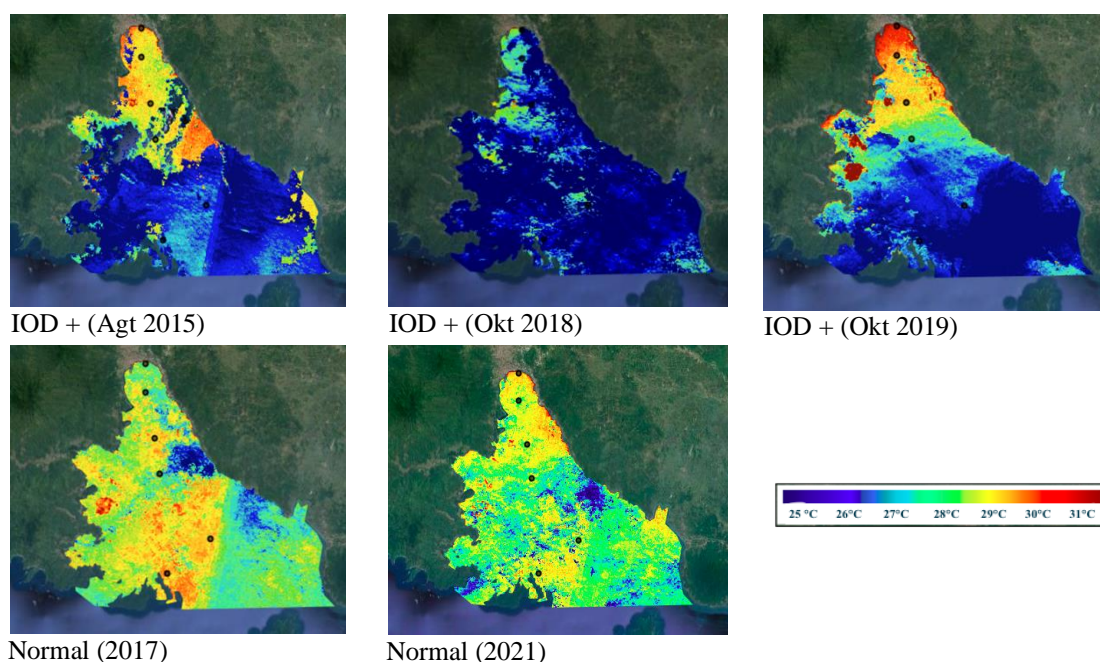 IOD + (Agt 2015)
IOD + (Okt 2018)
IOD + (Okt 2019)
25 °C 26°C 27°C 28°C 29°C 30°C 31°C
Normal (2017)
Normal (2021)